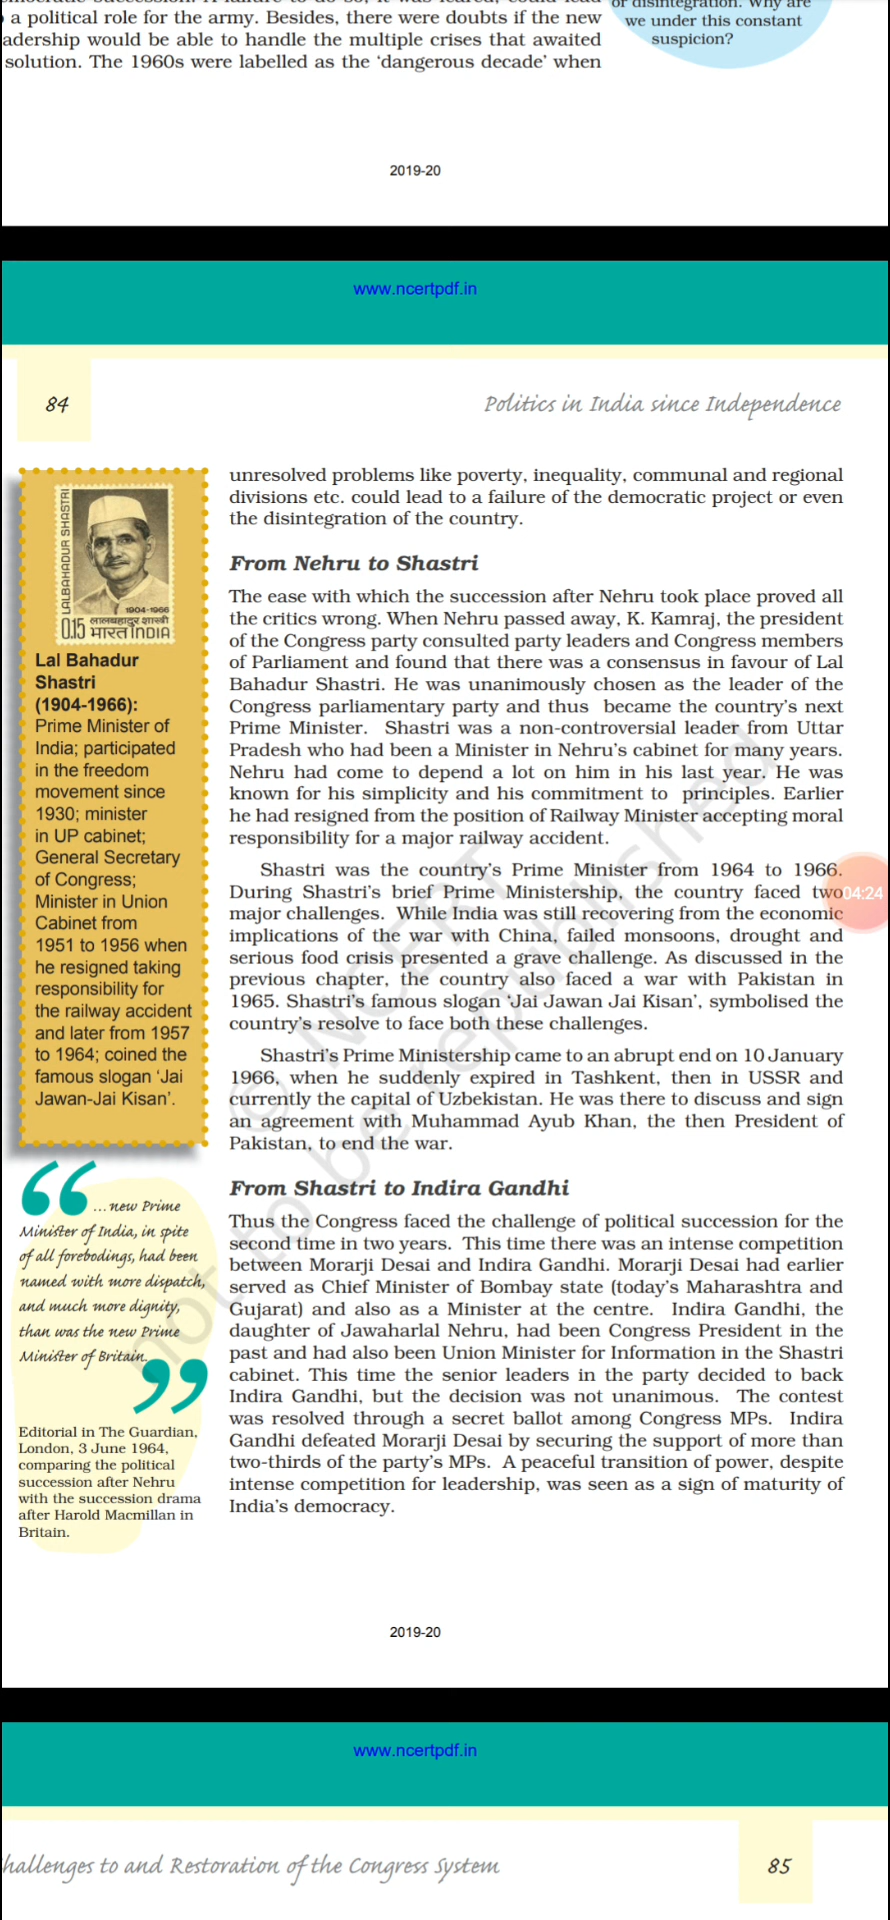 a political role for the army. Besides, there were doubts if the new
adership would be able to handle the multiple crises that awaited
solution. The 1960s were labelled as the ‘dangerous decade’ when
or disintegration. Why are
we under this constant
suspicion?
2019-20
www.ncertpdf.in
84
Politics in India since Independence
LALBAHADUR SHASTRI
1904-1966
लालबहादुर शास्त्री
0.15 भारत INDIA
Lal Bahadur
Shastri
(1904-1966):
Prime Minister of
India; participated
in the freedom
movement since
1930; minister
in UP cabinet;
General Secretary
of Congress;
Minister in Union
Cabinet from
1951 to 1956 when
he resigned taking
responsibility for
the railway accident
and later from 1957
to 1964; coined the
famous slogan ‘Jai
Jawan-Jai Kisan’.
“
...new Prime
Minister of India, in spite
of all forebodings, had been
named with more dispatch,
and much more dignity,
than was the new Prime
Minister of Britain.
”
Editorial in The Guardian,
London, 3 June 1964,
comparing the political
succession after Nehru
with the succession drama
after Harold Macmillan in
Britain.
unresolved problems like poverty, inequality, communal and regional
divisions etc. could lead to a failure of the democratic project or even
the disintegration of the country.
From Nehru to Shastri
The ease with which the succession after Nehru took place proved all
the critics wrong. When Nehru passed away, K. Kamraj, the president
of the Congress party consulted party leaders and Congress members
of Parliament and found that there was a consensus in favour of Lal
Bahadur Shastri. He was unanimously chosen as the leader of the
Congress parliamentary party and thus became the country’s next
Prime Minister. Shastri was a non-controversial leader from Uttar
Pradesh who had been a Minister in Nehru’s cabinet for many years.
Nehru had come to depend a lot on him in his last year. He was
known for his simplicity and his commitment to principles. Earlier
he had resigned from the position of Railway Minister accepting moral
responsibility for a major railway accident.
Shastri was the country’s Prime Minister from 1964 to 1966.
During Shastri’s brief Prime Ministership, the country faced two
major challenges. While India was still recovering from the economic
implications of the war with China, failed monsoons, drought and
serious food crisis presented a grave challenge. As discussed in the
previous chapter, the country also faced a war with Pakistan in
1965. Shastri’s famous slogan ‘Jai Jawan Jai Kisan’, symbolised the
country’s resolve to face both these challenges.
Shastri’s Prime Ministership came to an abrupt end on 10 January
1966, when he suddenly expired in Tashkent, then in USSR and
currently the capital of Uzbekistan. He was there to discuss and sign
an agreement with Muhammad Ayub Khan, the then President of
Pakistan, to end the war.
From Shastri to Indira Gandhi
Thus the Congress faced the challenge of political succession for the
second time in two years. This time there was an intense competition
between Morarji Desai and Indira Gandhi. Morarji Desai had earlier
served as Chief Minister of Bombay state (today’s Maharashtra and
Gujarat) and also as a Minister at the centre. Indira Gandhi, the
daughter of Jawaharlal Nehru, had been Congress President in the
past and had also been Union Minister for Information in the Shastri
cabinet. This time the senior leaders in the party decided to back
Indira Gandhi, but the decision was not unanimous. The contest
was resolved through a secret ballot among Congress MPs. Indira
Gandhi defeated Morarji Desai by securing the support of more than
two-thirds of the party’s MPs. A peaceful transition of power, despite
intense competition for leadership, was seen as a sign of maturity of
India’s democracy.
04:24
© NCERT
not to be republished
2019-20
www.ncertpdf.in
hallenges to and Restoration of the Congress System
85